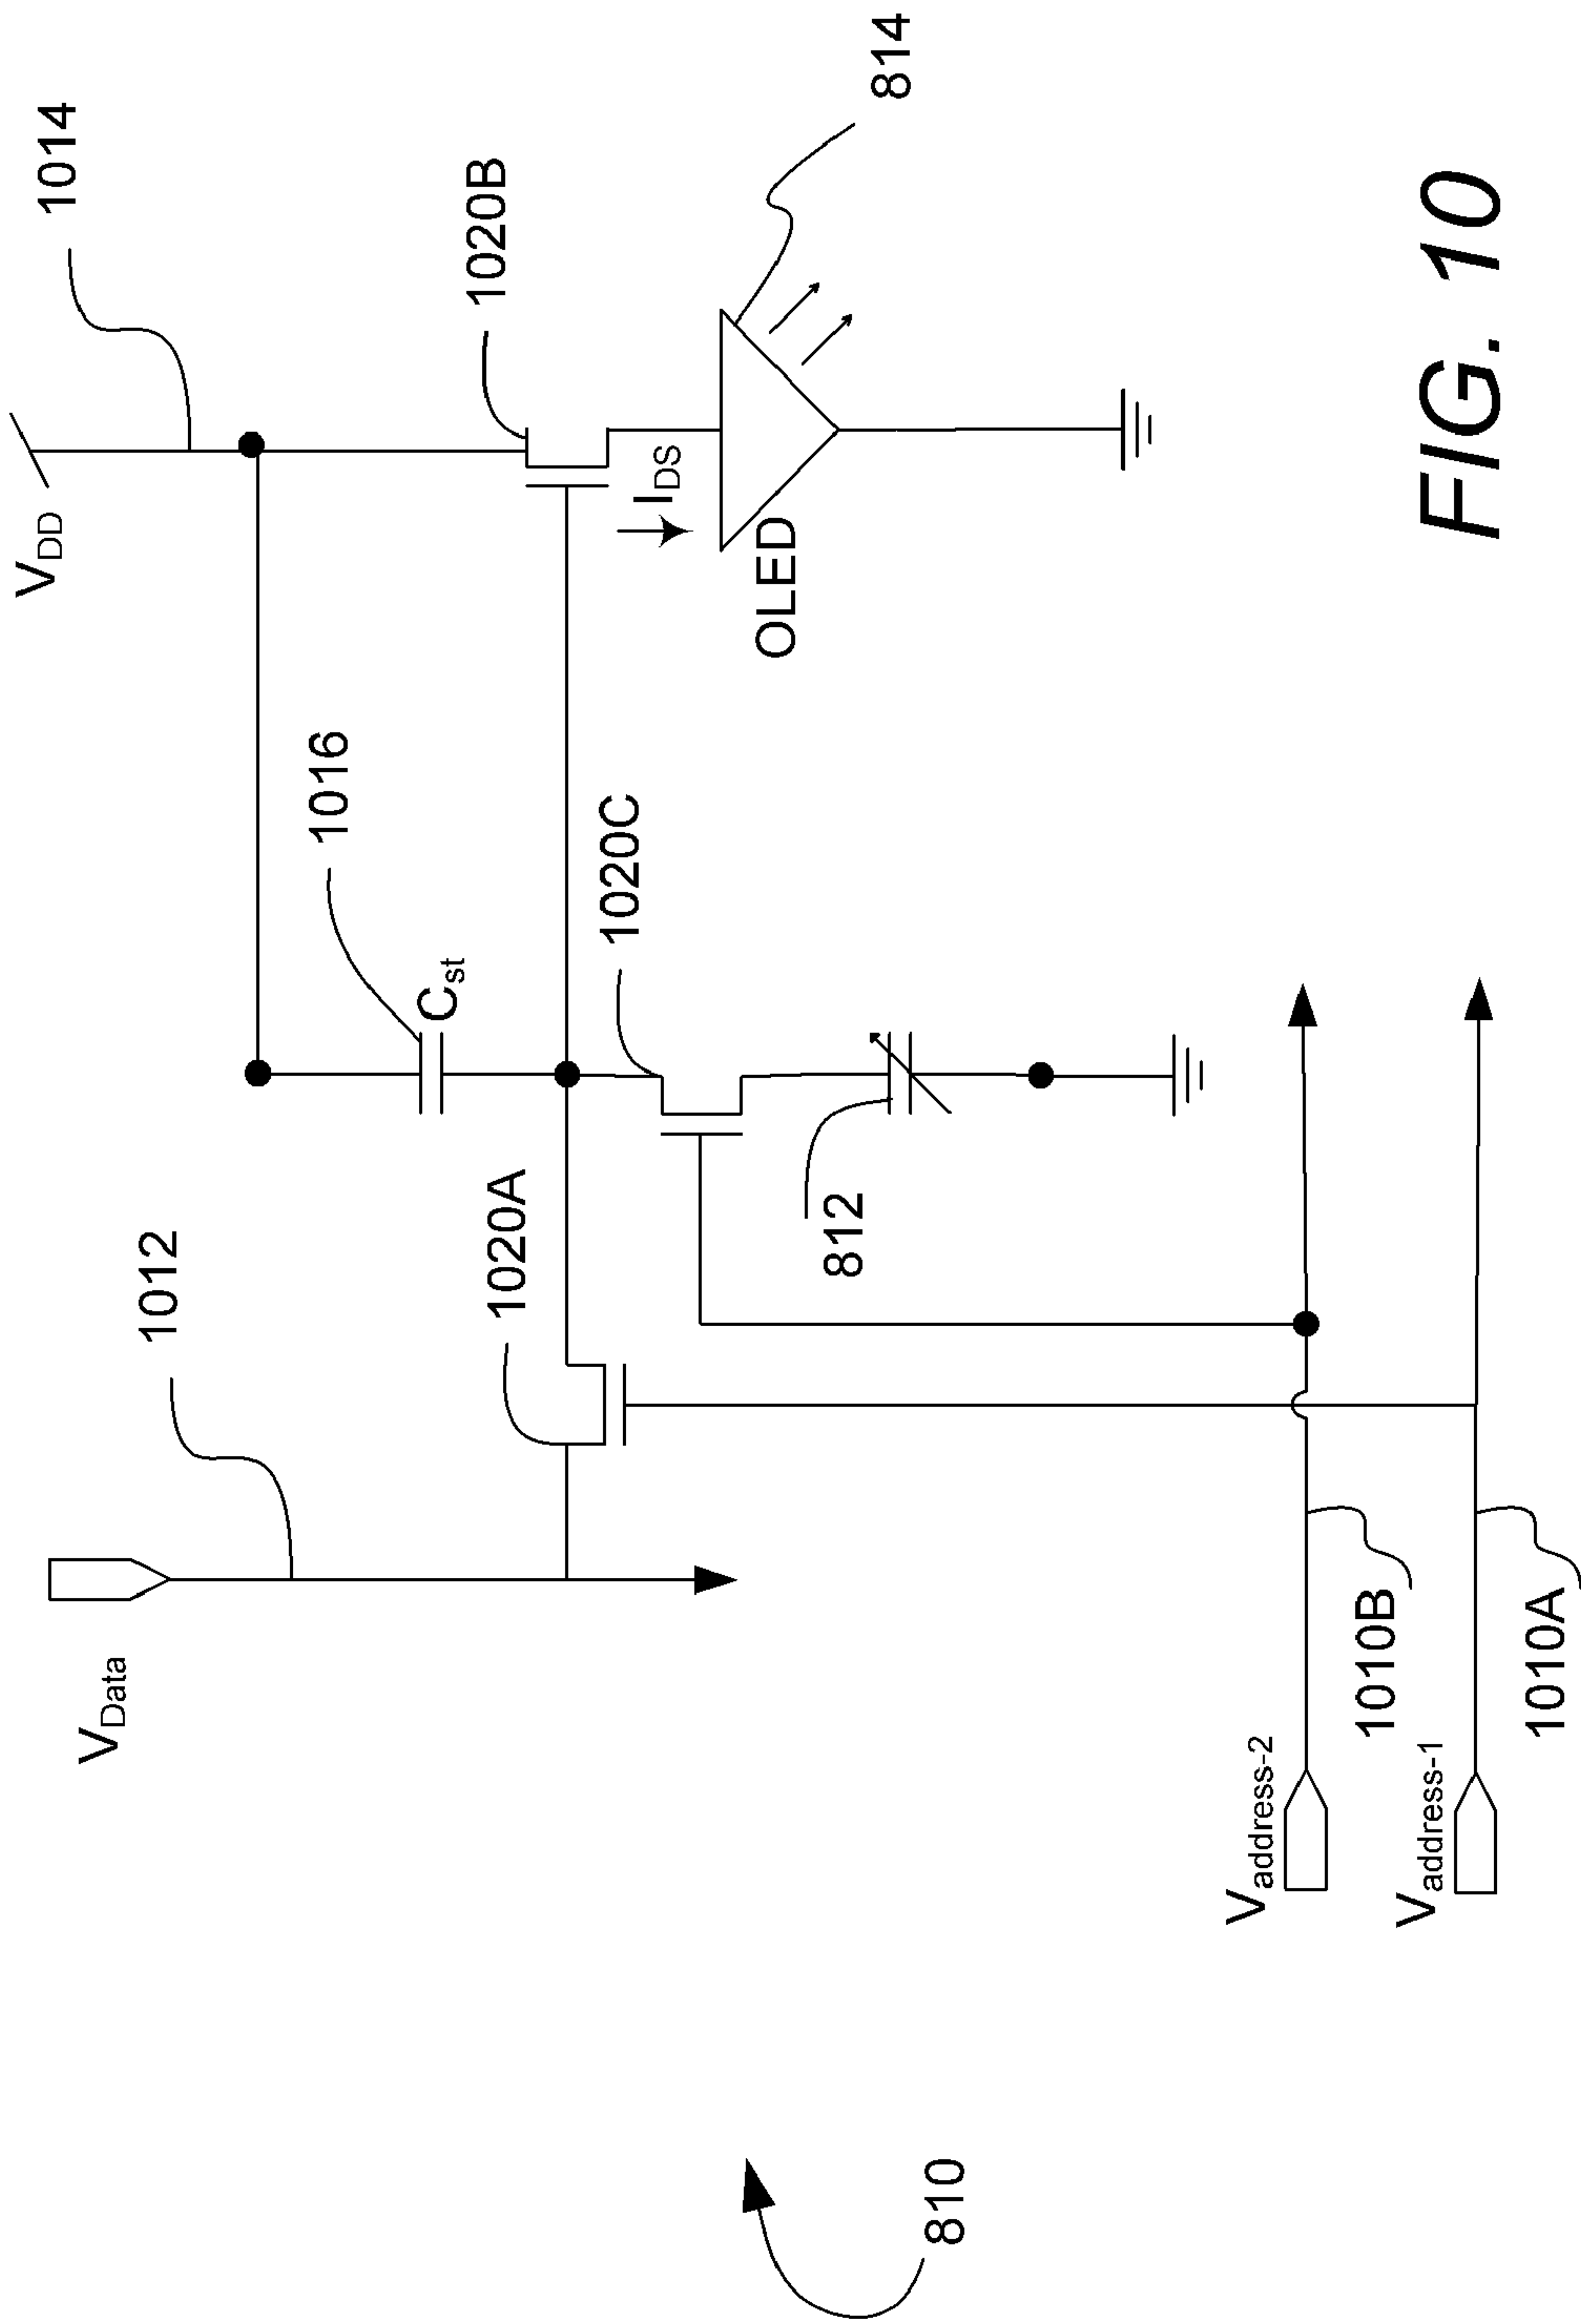 V_DD
1014
V_Data
1012
1016
C_st
1020A
1020B
I_DS
1020C
OLED
814
812
V_address-2
1010B
V_address-1
1010A
810
FIG. 10